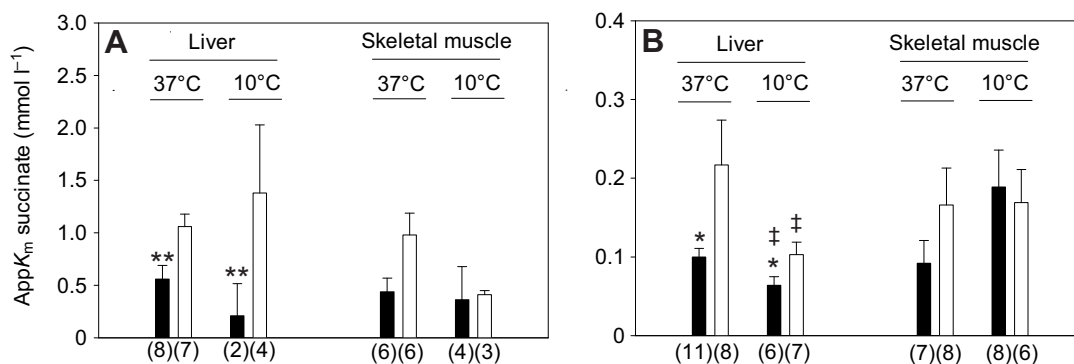 AppKm succinate (mmol l–1)
A
Liver
Skeletal muscle
37°C
10°C
37°C
10°C
3.0
2.5
2.0
1.5
1.0
0.5
0
**
**
(8)(7)
(2)(4)
(6)(6)
(4)(3)
B
Liver
Skeletal muscle
37°C
10°C
37°C
10°C
0.4
0.3
0.2
0.1
0
*
‡
*
‡
(11)(8)
(6)(7)
(7)(8)
(8)(6)